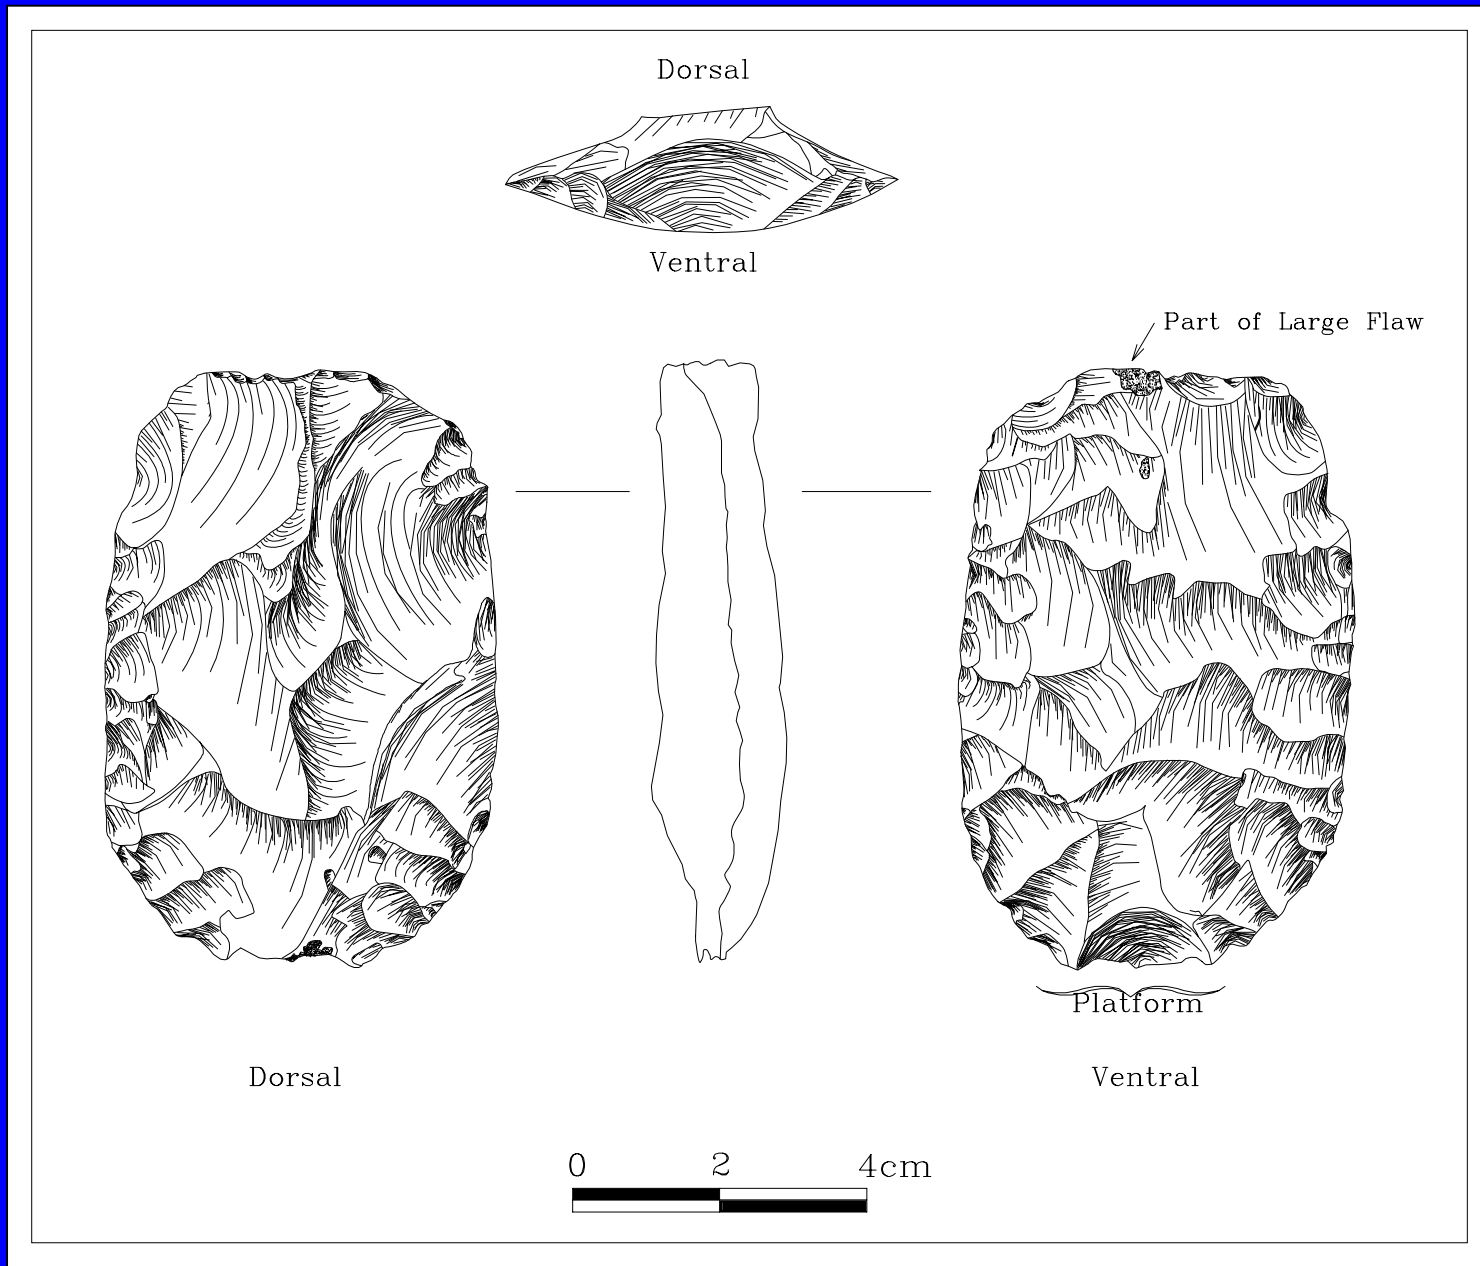 Dorsal
Ventral
Part of Large Flaw
Platform
Dorsal
Ventral
0 2 4cm